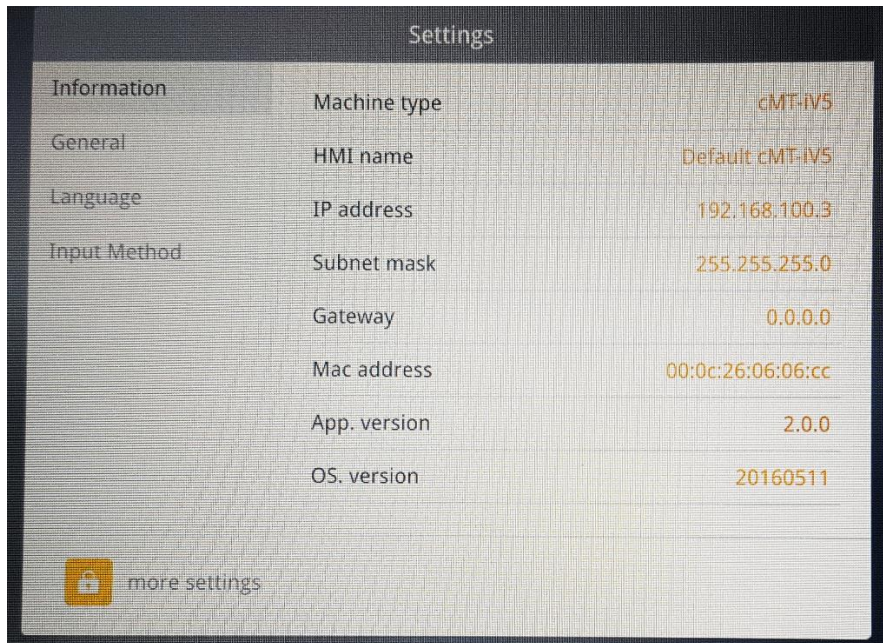 Settings
Information
General
Language
Input Method
Machine type cMT-iV5
HMI name Default cMT-iV5
IP address 192.168.100.3
Subnet mask 255.255.255.0
Gateway 0.0.0.0
Mac address 00:0c:26:06:06:cc
App. version 2.0.0
OS. version 20160511
more settings